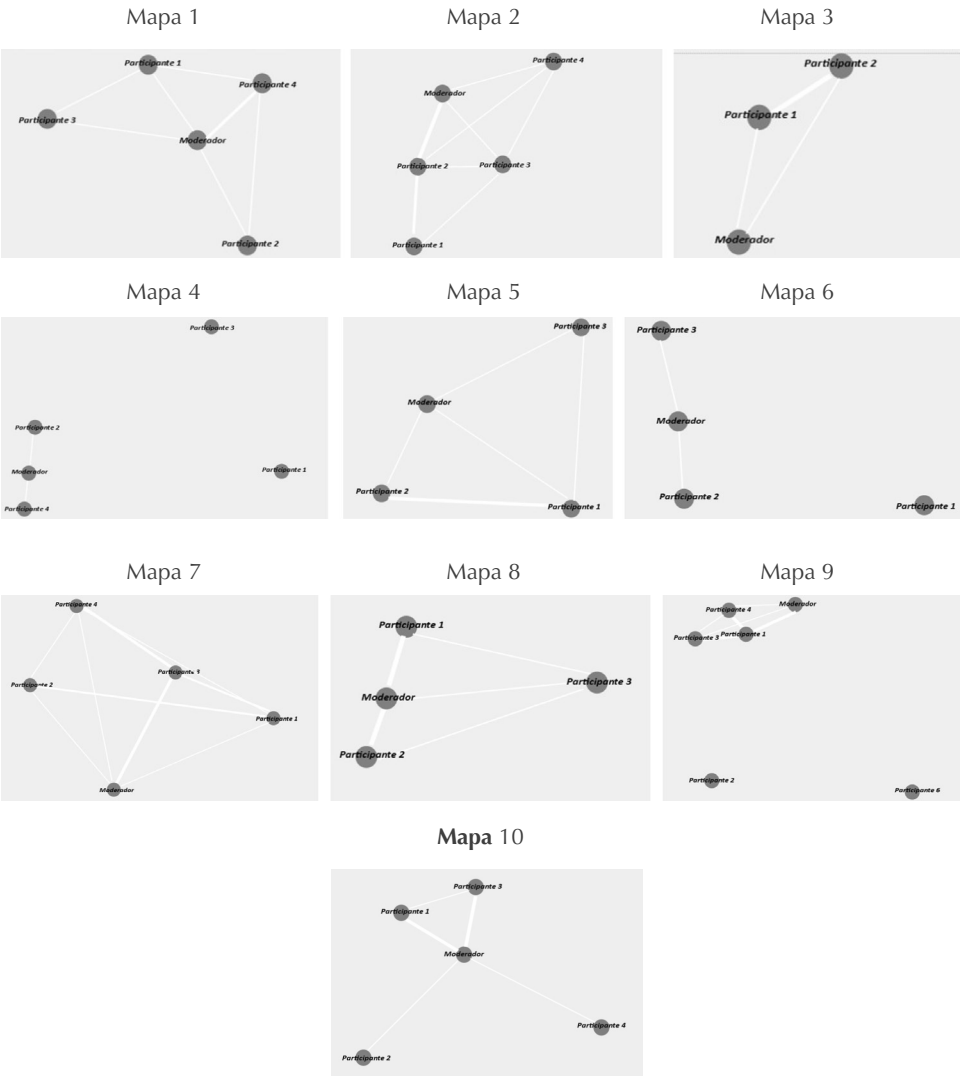 Mapa 1
Participante 1
Participante 4
Participante 3
Moderador
Participante 2
Mapa 2
Participante 4
Moderador
Participante 2
Participante 3
Participante 1
Mapa 3
Participante 2
Participante 1
Moderador
Mapa 4
Participante 3
Participante 2
Moderador
Participante 1
Participante 4
Mapa 5
Participante 3
Moderador
Participante 2
Participante 1
Mapa 6
Participante 3
Moderador
Participante 2
Participante 1
Mapa 7
Participante 4
Participante 3
Participante 2
Participante 1
Moderador
Mapa 8
Participante 1
Participante 3
Moderador
Participante 2
Mapa 9
Moderador
Participante 4
Participante 3
Participante 1
Participante 2
Participante 6
Mapa 10
Participante 3
Participante 1
Moderador
Participante 4
Participante 2